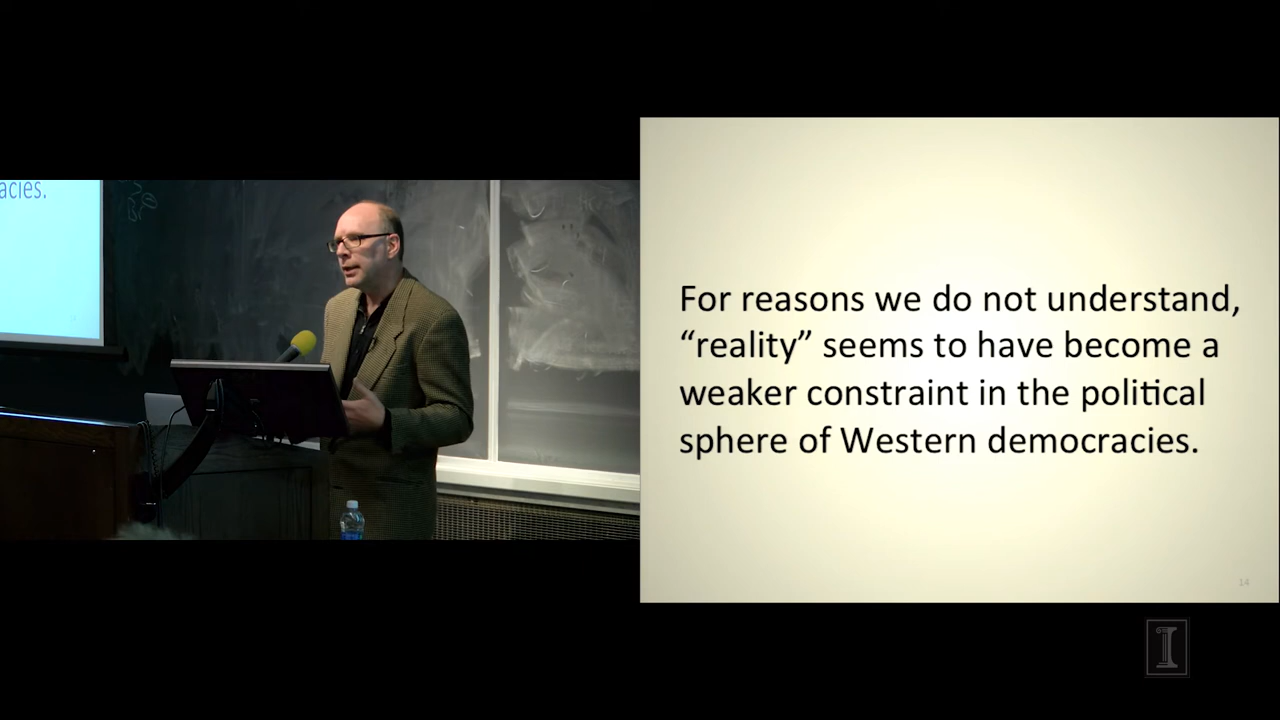 acies.
For reasons we do not understand,
“reality” seems to have become a
weaker constraint in the political
sphere of Western democracies.
14
I